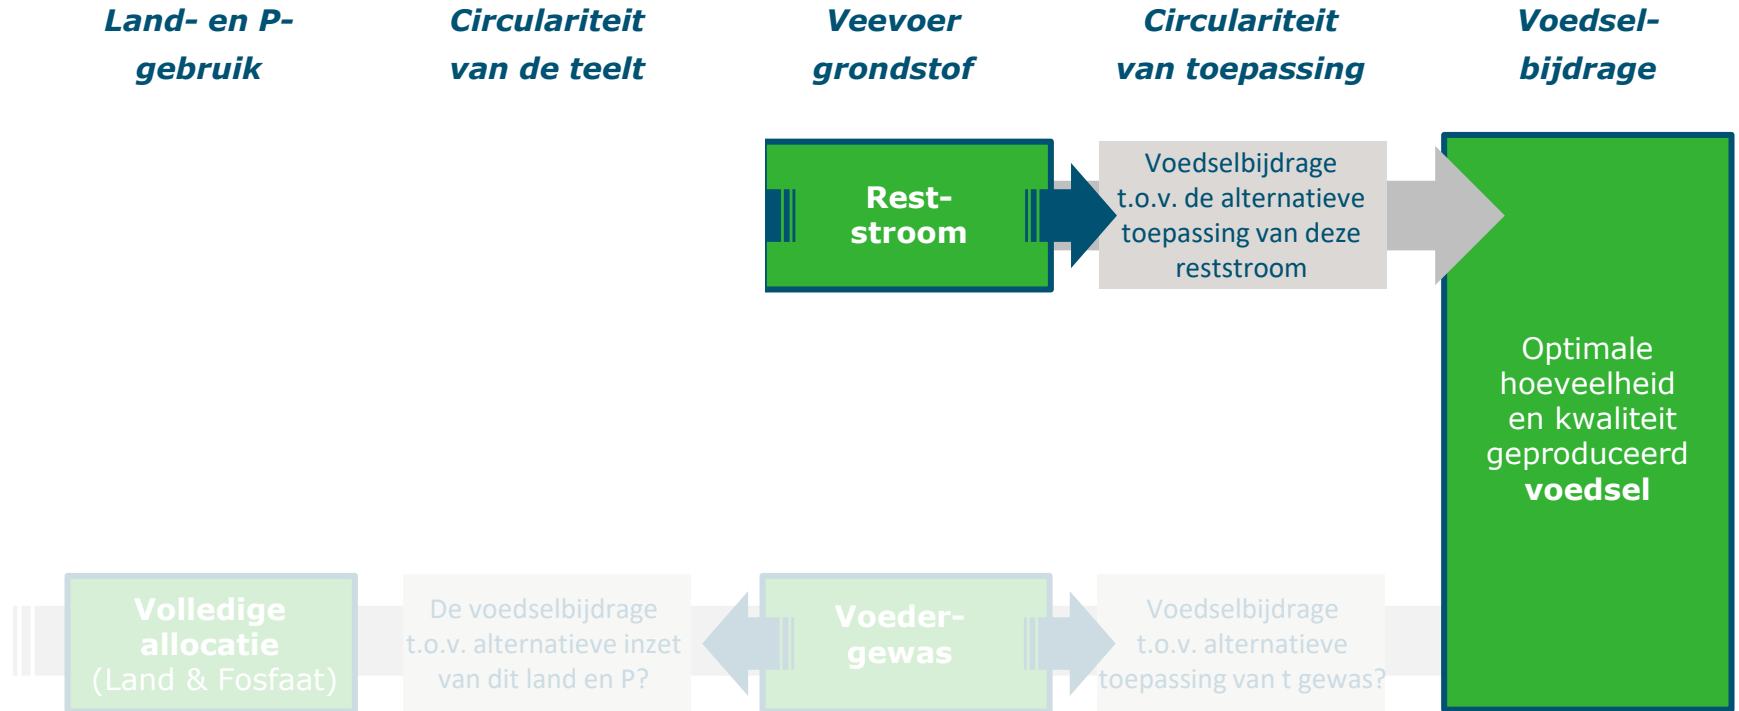 Land- en P-
gebruik
Circulariteit
van de teelt
Veevoer
grondstof
Circulariteit
van toepassing
Voedsel-
bijdrage
Rest-
stroom
Voedselbijdrage
t.o.v. de alternatieve
toepassing van deze
reststroom
Optimale
hoeveelheid
en kwaliteit
geproduceerd
voedsel
Volledige
allocatie
(Land & Fosfaat)
De voedselbijdrage
t.o.v. alternatieve inzet
van dit land en P?
Voeder-
gewas
Voedselbijdrage
t.o.v. alternatieve
toepassing van t gewas?